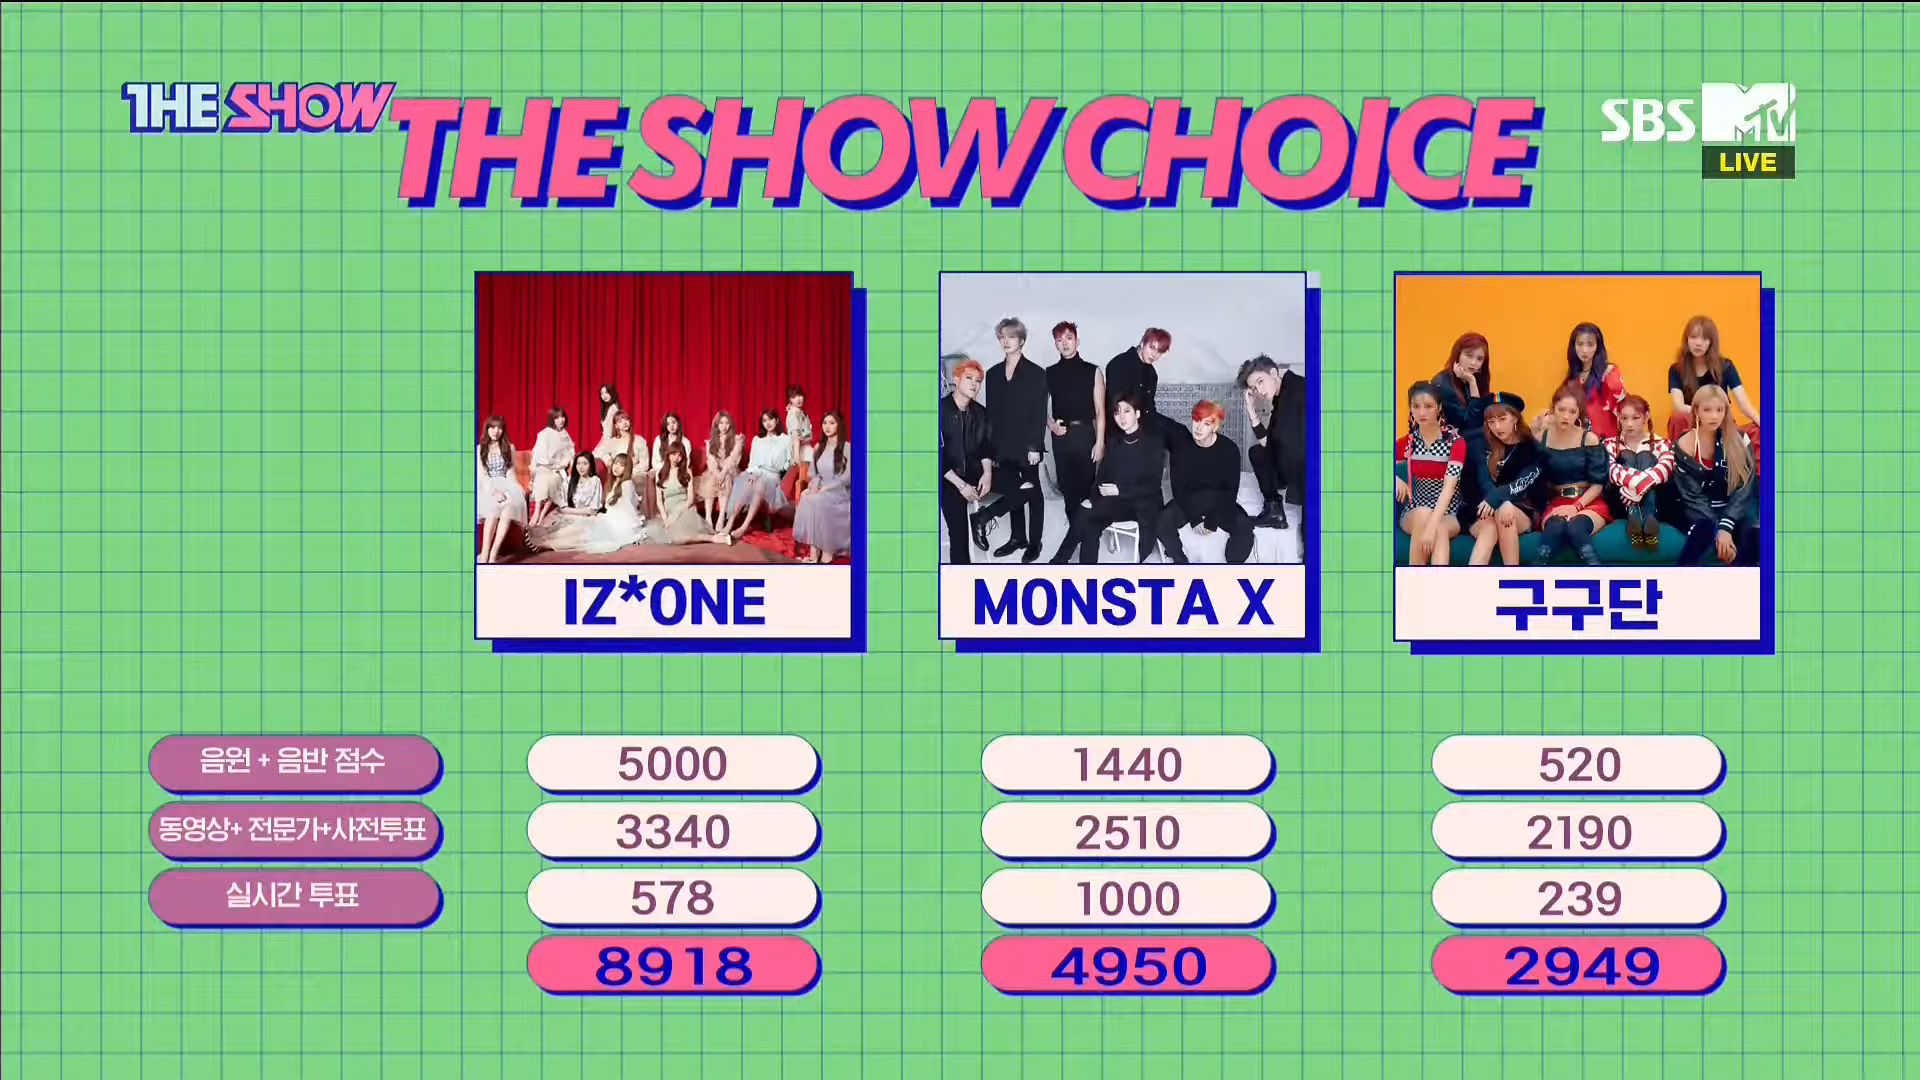 THE SHOW
THE SHOW CHOICE
SBS MTV
LIVE
IZ*ONE
MONSTA X
구구단
음원 + 음반 점수
5000
1440
520
동영상+ 전문가+사전투표
3340
2510
2190
실시간 투표
578
1000
239
8918
4950
2949